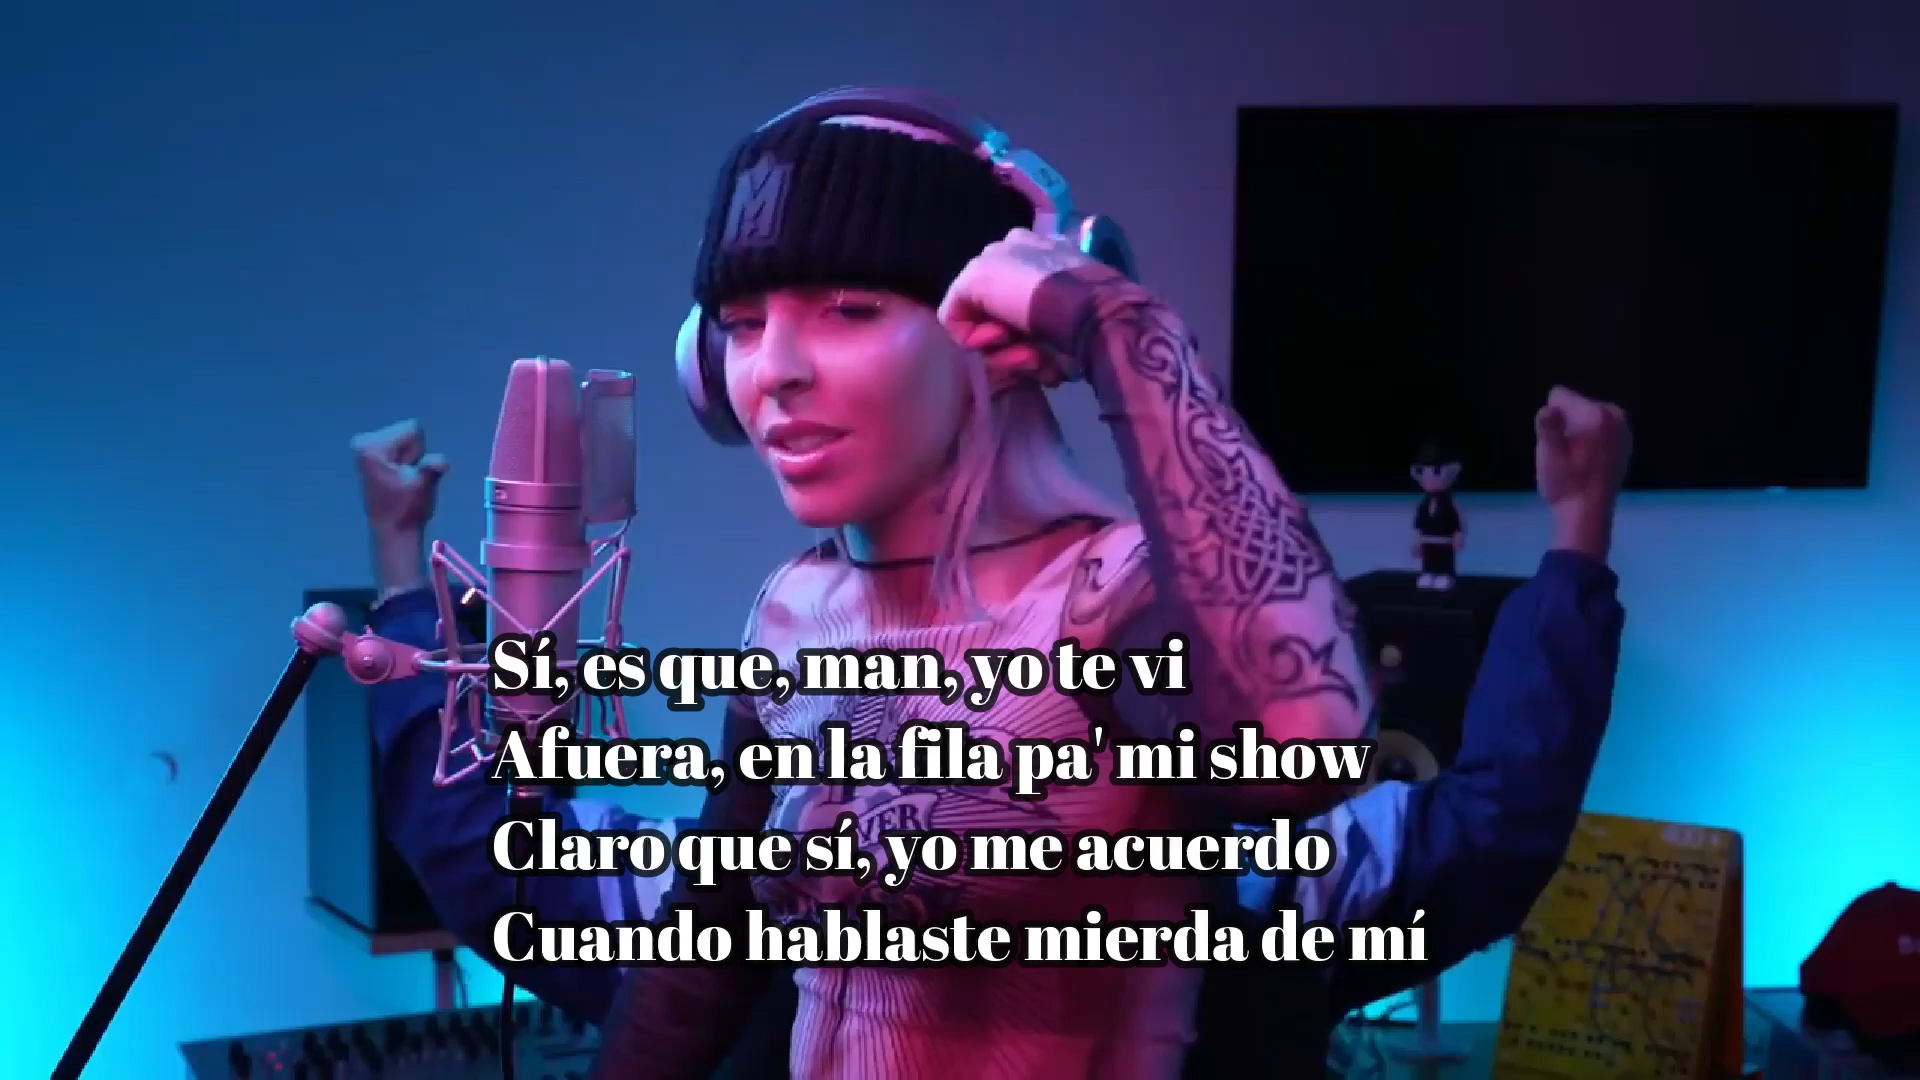 M
Sí, es que, man, yo te vi
Afuera, en la fila pa' mi show
Claro que sí, yo me acuerdo
VER
Cuando hablaste mierda de mí